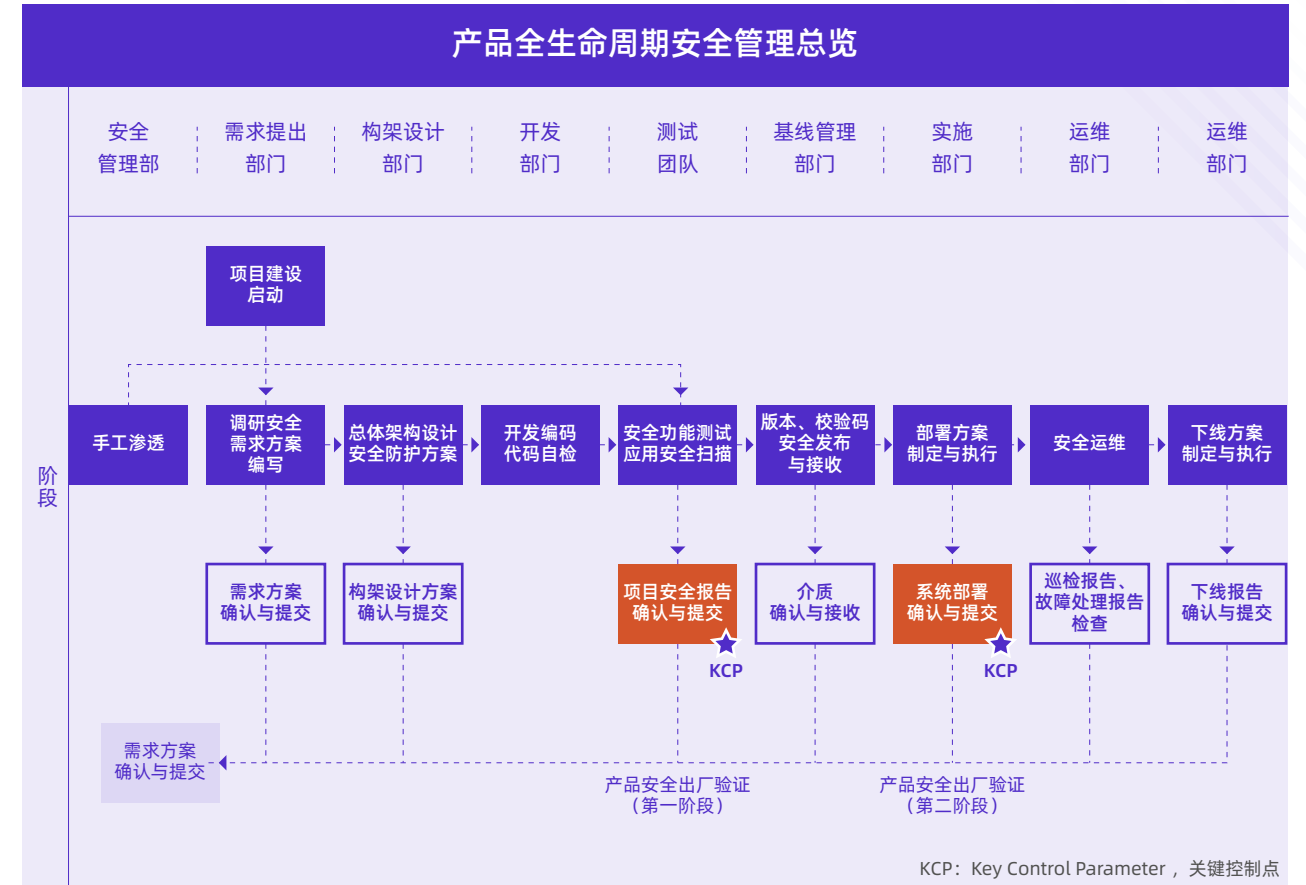 产品全生命周期安全管理总览
安全
管理部
需求提出
部门
构架设计
部门
开发
部门
测试
团队
基线管理
部门
实施
部门
运维
部门
运维
部门
阶
段
项目建设
启动
手工渗透
调研安全
需求方案
编写
总体架构设计
安全防护方案
开发编码
代码自检
安全功能测试
应用安全扫描
版本、校验码
安全发布
与接收
部署方案
制定与执行
安全运维
下线方案
制定与执行
需求方案
确认与提交
构架设计方案
确认与提交
项目安全报告
确认与提交
KCP
介质
确认与接收
系统部署
确认与提交
KCP
巡检报告、
故障处理报告
检查
下线报告
确认与提交
需求方案
确认与提交
产品安全出厂验证
（第一阶段）
产品安全出厂验证
（第二阶段）
KCP：Key Control Parameter ，关键控制点